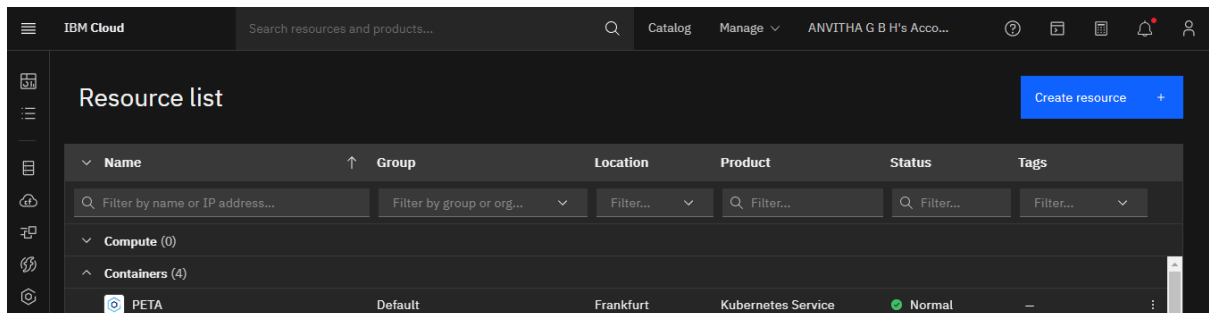 IBM Cloud Search resources and products... Catalog Manage ANVITHA G B H's Acco...
Resource list
Create resource +
Name Group Location Product Status Tags
Filter by name or IP address... Filter by group or org... Filter... Filter... Filter... Filter...
Compute (0)
Containers (4)
PETA Default Frankfurt Kubernetes Service Normal –